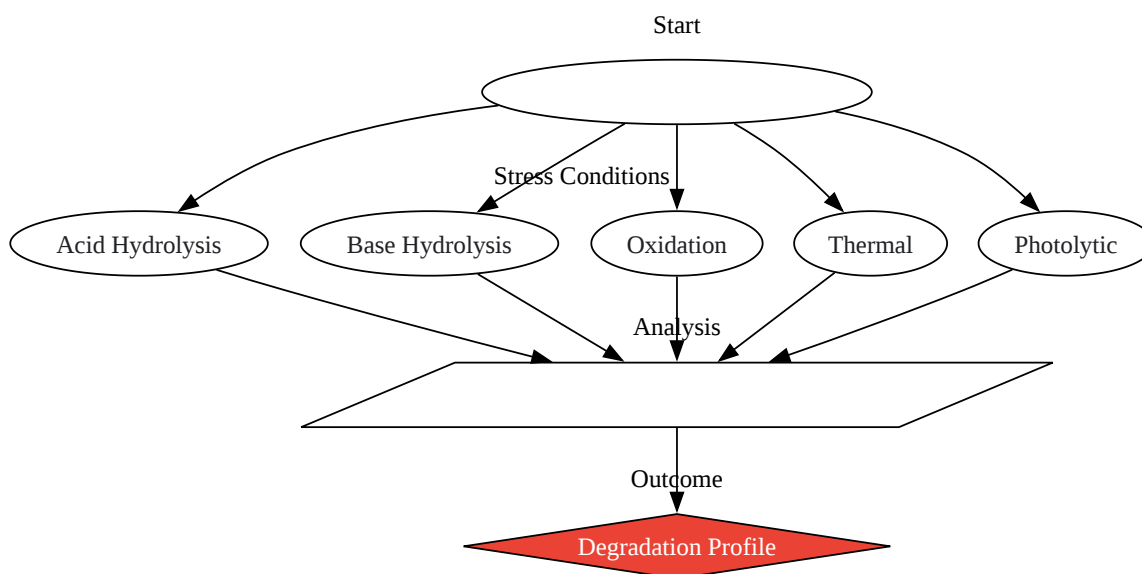 Start
Stress Conditions
Acid Hydrolysis
Base Hydrolysis
Oxidation
Thermal
Photolytic
Analysis
Outcome
Degradation Profile